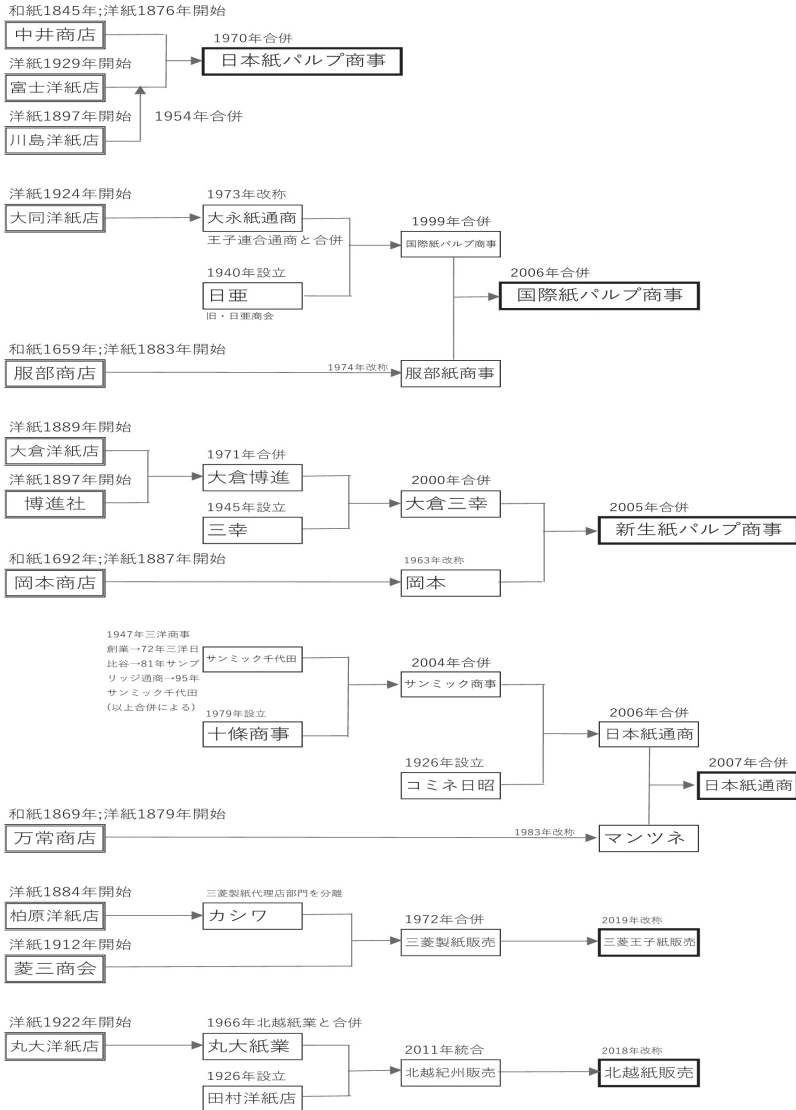 和紙1845年;洋紙1876年開始
中井商店
1970年合併
日本紙パルプ商事
洋紙1929年開始
富士洋紙店
洋紙1897年開始
1954年合併
川島洋紙店
洋紙1924年開始
大同洋紙店
1973年改称
大永紙通商
王子連合通商と合併
1999年合併
国際紙パルプ商事
1940年設立
日亜
旧・日亜商会
2006年合併
国際紙パルプ商事
和紙1659年;洋紙1883年開始
服部商店
1974年改称
服部紙商事
洋紙1889年開始
大倉洋紙店
洋紙1897年開始
博進社
1971年合併
大倉博進
1945年設立
三幸
2000年合併
大倉三幸
2005年合併
新生紙パルプ商事
和紙1692年;洋紙1887年開始
岡本商店
1963年改称
岡本
1947年三洋商事
創業→72年三洋日
比谷→81年サンブ
リッジ通商→95年
サンミック千代田
(以上合併による)
サンミック千代田
1979年設立
十條商事
2004年合併
サンミック商事
1926年設立
コミネ日昭
2006年合併
日本紙通商
2007年合併
日本紙通商
和紙1869年;洋紙1879年開始
万常商店
1983年改称
マンツネ
洋紙1884年開始
柏原洋紙店
三菱製紙代理店部門を分離
カシワ
洋紙1912年開始
菱三商会
1972年合併
三菱製紙販売
2019年改称
三菱王子紙販売
洋紙1922年開始
丸大洋紙店
1966年北越紙業と合併
丸大紙業
1926年設立
田村洋紙店
2011年統合
北越紀州販売
2018年改称
北越紙販売